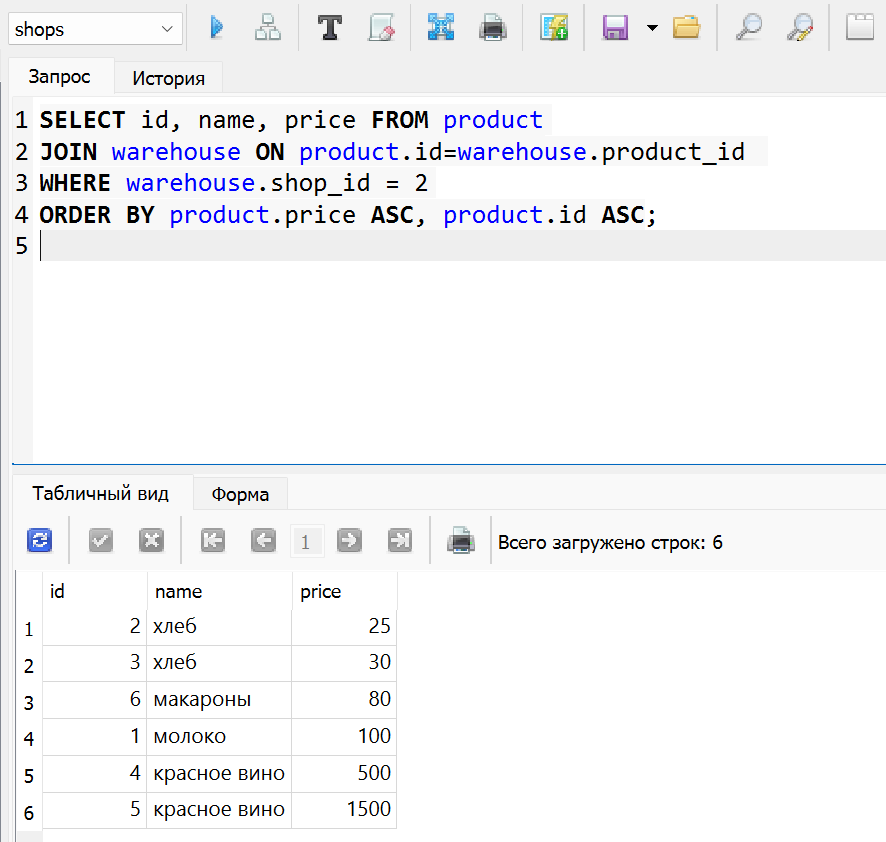 shops
Запрос
История
1 SELECT id, name, price FROM product
2 JOIN warehouse ON product.id=warehouse.product_id
3 WHERE warehouse.shop_id = 2
4 ORDER BY product.price ASC, product.id ASC;
5
Табличный вид
Форма
1
Всего загружено строк: 6
id name price
1 2 хлеб 25
2 3 хлеб 30
3 6 макароны 80
4 1 молоко 100
5 4 красное вино 500
6 5 красное вино 1500